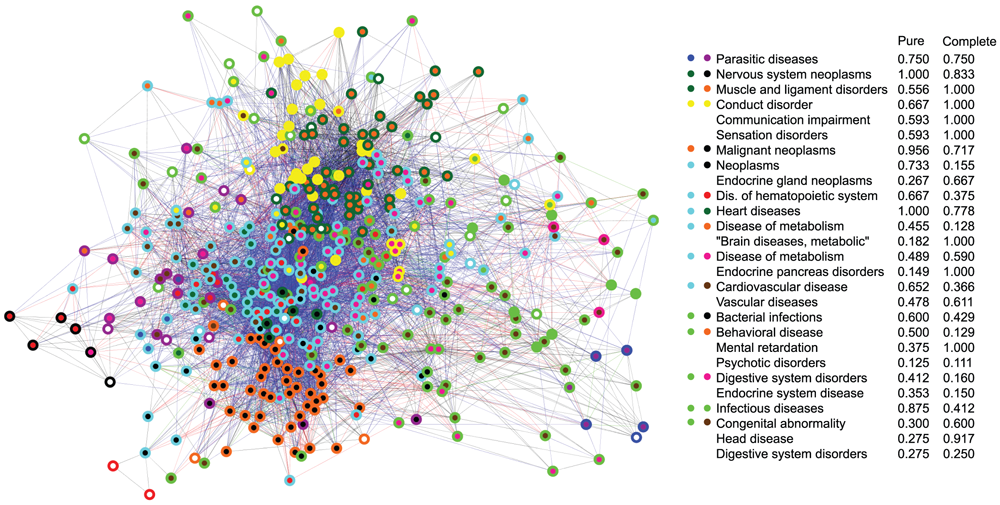 Pure Complete
Parasitic diseases 0.750 0.750
Nervous system neoplasms 1.000 0.833
Muscle and ligament disorders 0.556 1.000
Conduct disorder 0.667 1.000
Communication impairment 0.593 1.000
Sensation disorders 0.593 1.000
Malignant neoplasms 0.956 0.717
Neoplasms 0.733 0.155
Endocrine gland neoplasms 0.267 0.667
Dis. of hematopoietic system 0.667 0.375
Heart diseases 1.000 0.778
Disease of metabolism 0.455 0.128
"Brain diseases, metabolic" 0.182 1.000
Disease of metabolism 0.489 0.590
Endocrine pancreas disorders 0.149 1.000
Cardiovascular disease 0.652 0.366
Vascular diseases 0.478 0.611
Bacterial infections 0.600 0.429
Behavioral disease 0.500 0.129
Mental retardation 0.375 1.000
Psychotic disorders 0.125 0.111
Digestive system disorders 0.412 0.160
Endocrine system disease 0.353 0.150
Infectious diseases 0.875 0.412
Congenital abnormality 0.300 0.600
Head disease 0.275 0.917
Digestive system disorders 0.275 0.250